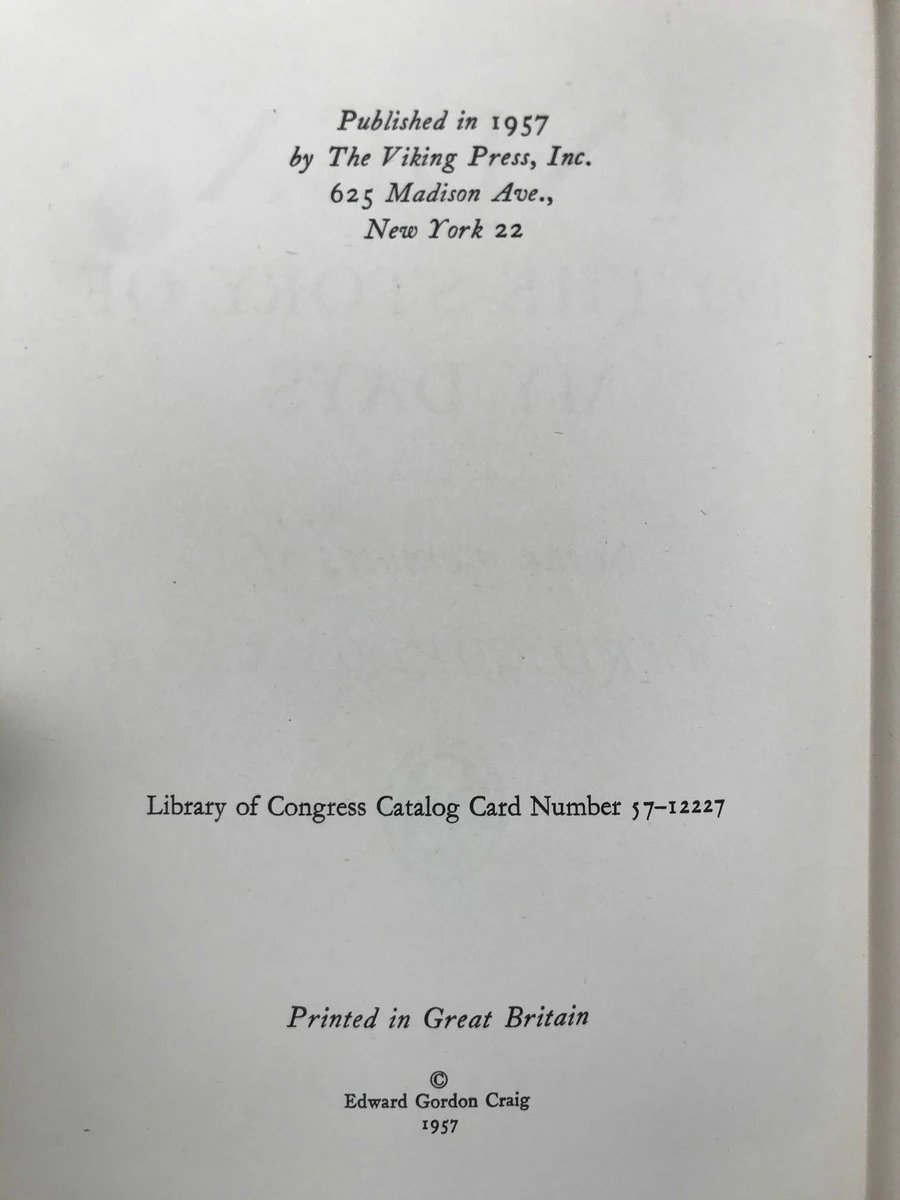 Published in 1957
by The Viking Press, Inc.
625 Madison Ave.,
New York 22
Library of Congress Catalog Card Number 57–12227
Printed in Great Britain
©
Edward Gordon Craig
1957